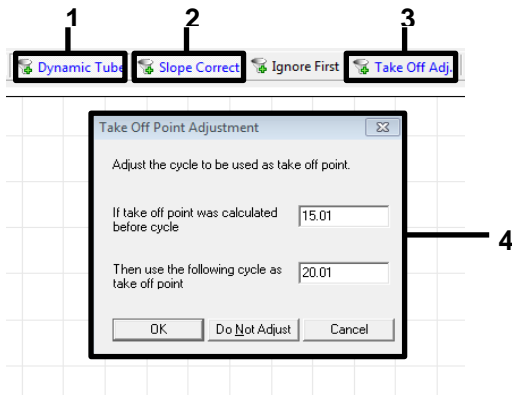 1 2 3
Dynamic Tube Slope Correct Ignore First Take Off Adj.
Take Off Point Adjustment
Adjust the cycle to be used as take off point.
If take off point was calculated before cycle 15.01
4
Then use the following cycle as take off point 20.01
OK Do Not Adjust Cancel